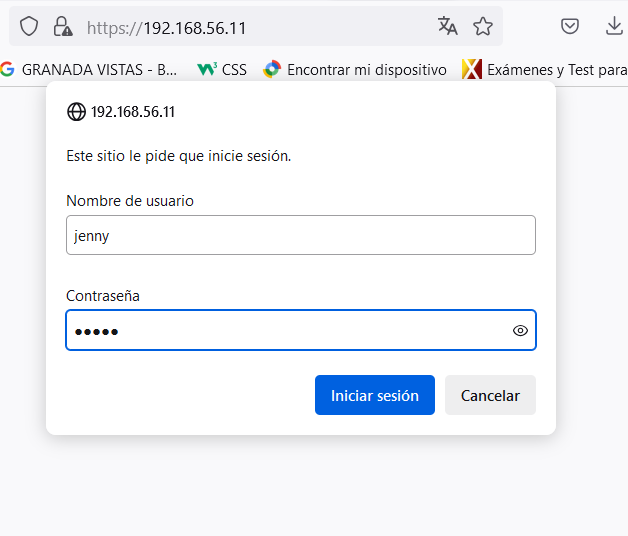 https://192.168.56.11
GRANADA VISTAS - B... CSS Encontrar mi dispositivo Exámenes y Test para
192.168.56.11
Este sitio le pide que inicie sesión.
Nombre de usuario
jenny
Contraseña
•••••
Iniciar sesión Cancelar